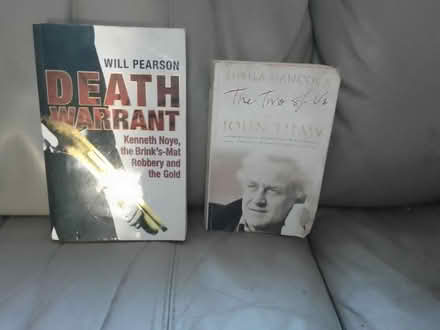 WILL PEARSON
DEATH
WARRANT
Kenneth Noye,
the Brink's-Mat
Robbery and
the Gold
SHEILA HANCOCK
The Two of Us
JOHN THAW